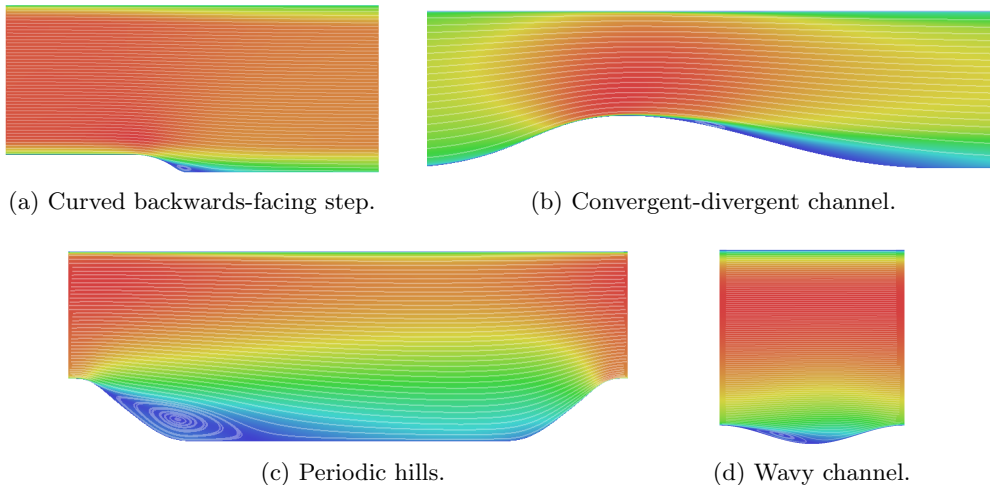 (a) Curved backwards-facing step.
(b) Convergent-divergent channel.
(c) Periodic hills.
(d) Wavy channel.